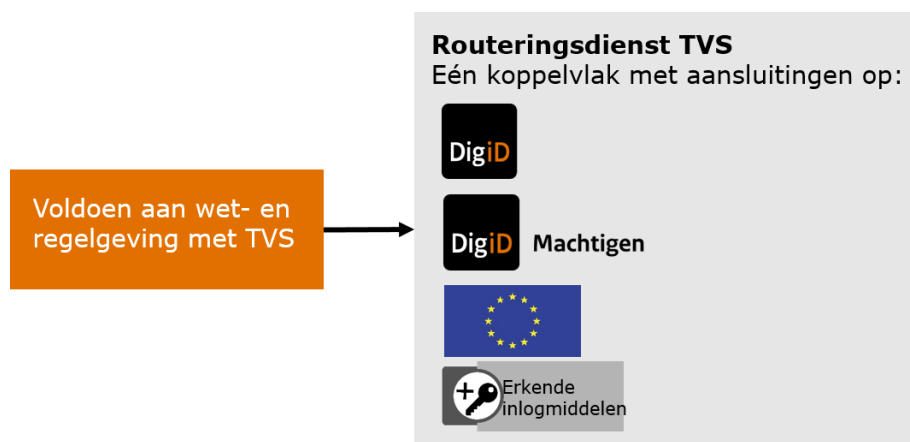 Voldoen aan wet- en
regelgeving met TVS
Routeringsdienst TVS
Eén koppelvlak met aansluitingen op:
DigiD
DigiD Machtigen
Erkende
inlogmiddelen